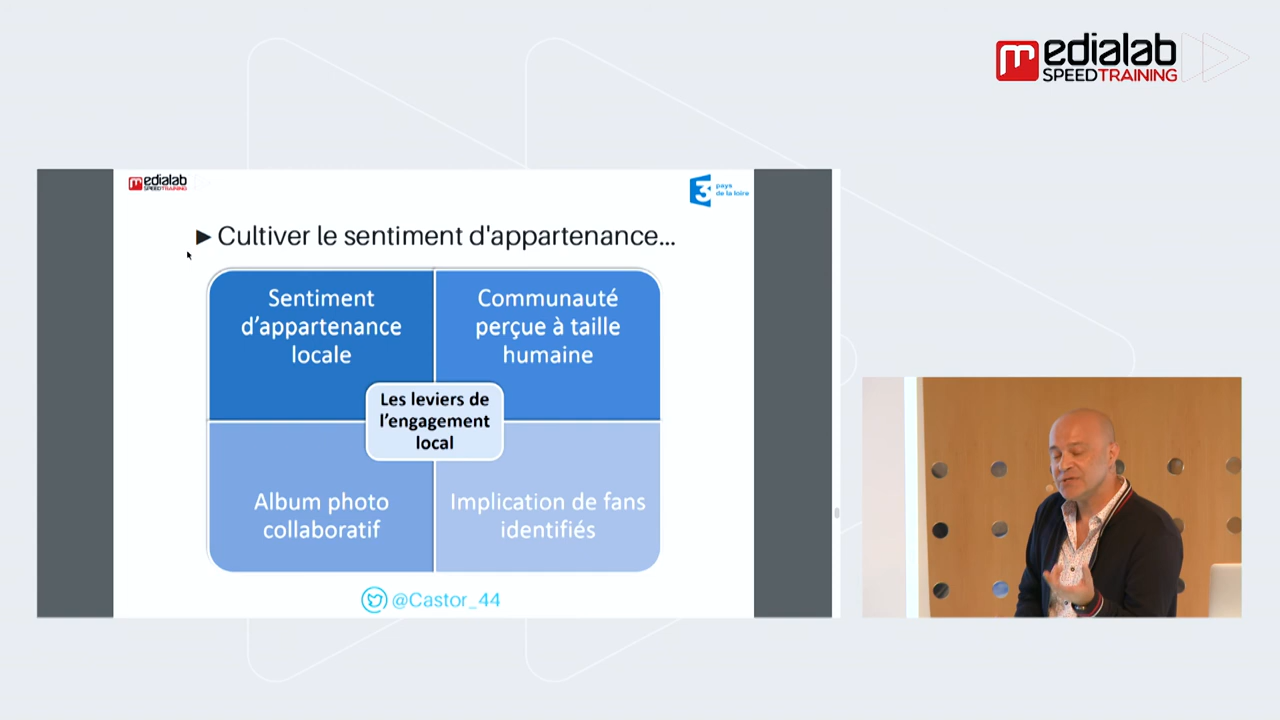 medialab
SPEEDTRAINING
medialab
SPEEDTRAINING
3 pays
de la loire
► Cultiver le sentiment d'appartenance...
Sentiment
d’appartenance
locale
Communauté
perçue à taille
humaine
Les leviers de
l’engagement
local
Album photo
collaboratif
Implication de fans
identifiés
@Castor_44